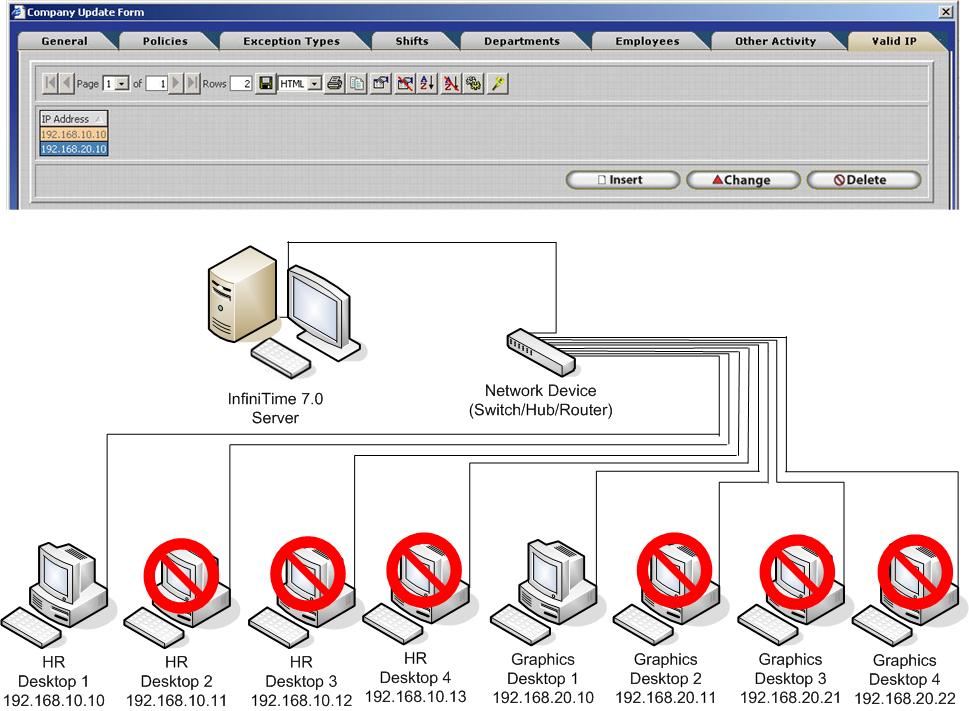 Company Update Form
General Policies Exception Types Shifts Departments Employees Other Activity Valid IP
Page 1 of 1 Rows 2 HTML
IP Address
192.168.10.10
192.168.20.10
Insert Change Delete
InfiniTime 7.0
Server
Network Device
(Switch/Hub/Router)
HR
Desktop 1
192.168.10.10
HR
Desktop 2
192.168.10.11
HR
Desktop 3
192.168.10.12
HR
Desktop 4
192.168.10.13
Graphics
Desktop 1
192.168.20.10
Graphics
Desktop 2
192.168.20.11
Graphics
Desktop 3
192.168.20.21
Graphics
Desktop 4
192.168.20.22